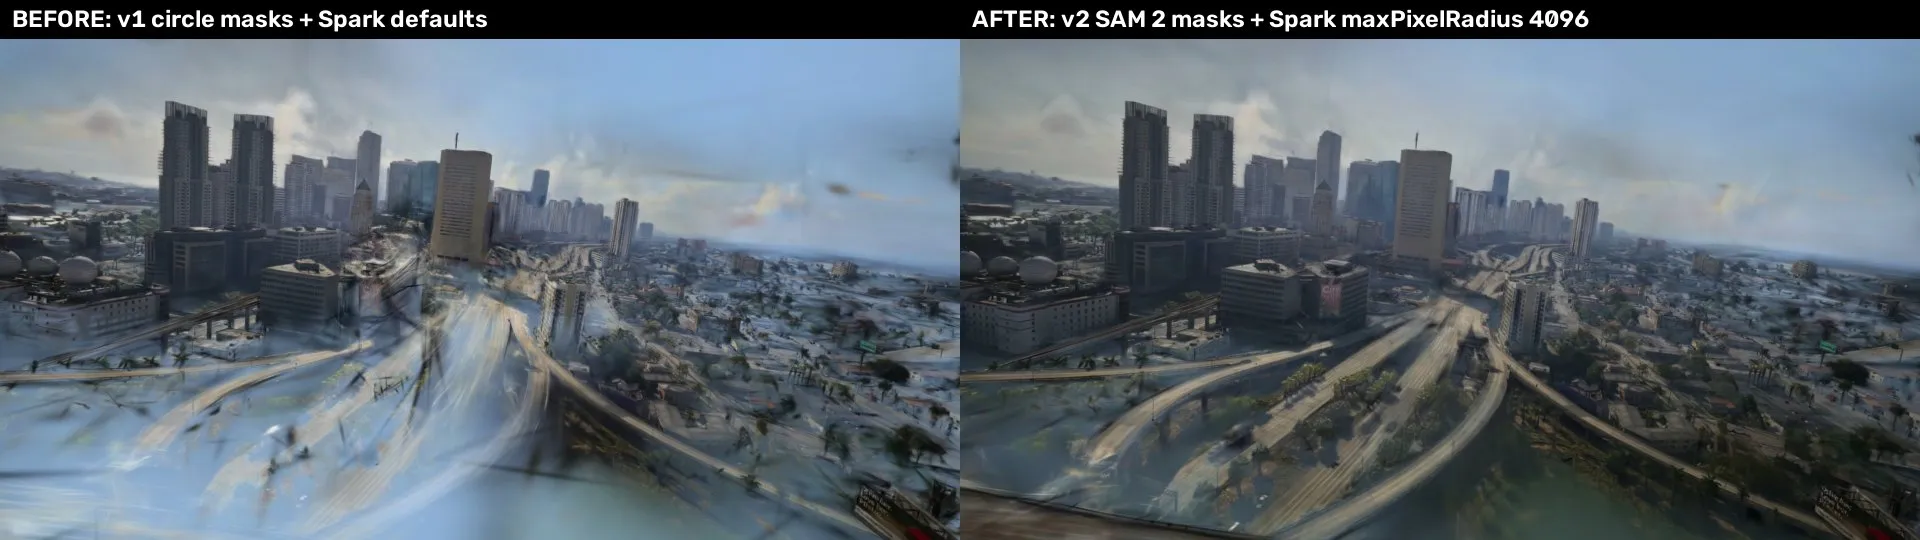 BEFORE: v1 circle masks + Spark defaults
AFTER: v2 SAM 2 masks + Spark maxPixelRadius 4096